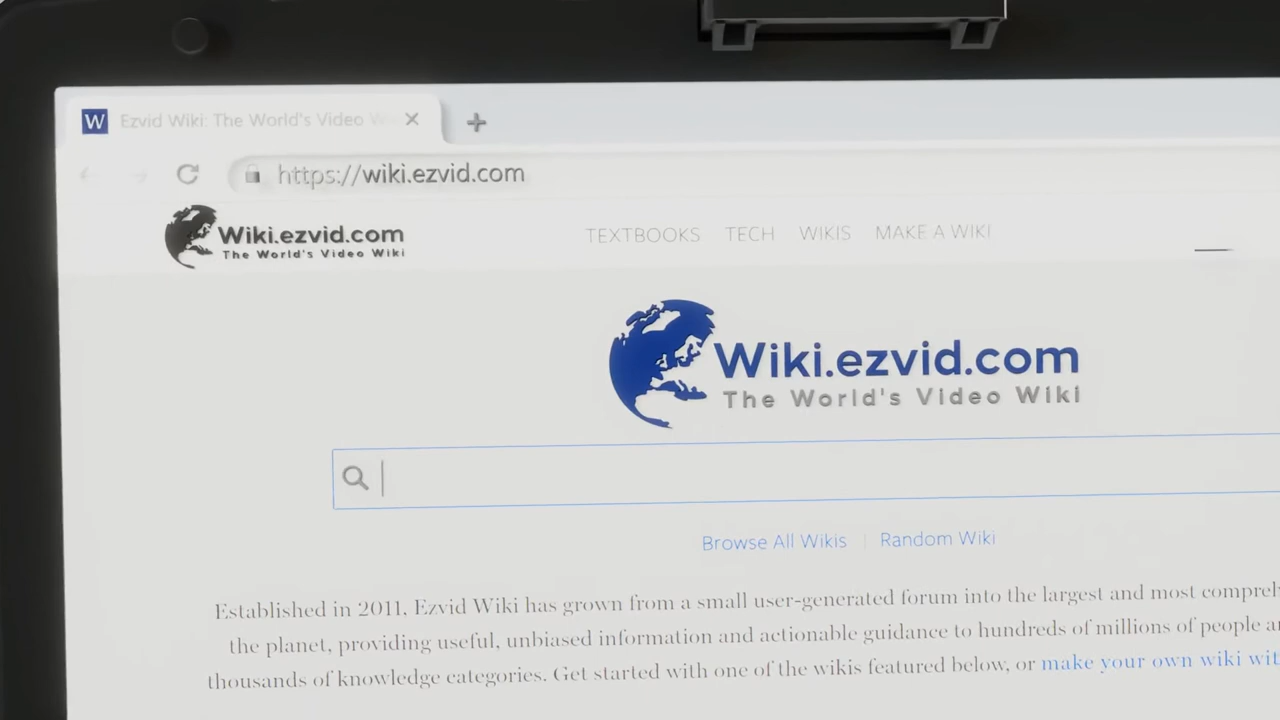 W Ezvid Wiki: The World's Video W
https://wiki.ezvid.com
Wiki.ezvid.com
The World's Video Wiki
TEXTBOOKS TECH WIKIS MAKE A WIKI
Wiki.ezvid.com
The World's Video Wiki
Browse All Wikis | Random Wiki
Established in 2011, Ezvid Wiki has grown from a small user-generated forum into the largest and most
the planet, providing useful, unbiased information and actionable guidance to hundreds of millions of people
thousands of knowledge categories. Get started with one of the wikis featured below, or make your own wiki